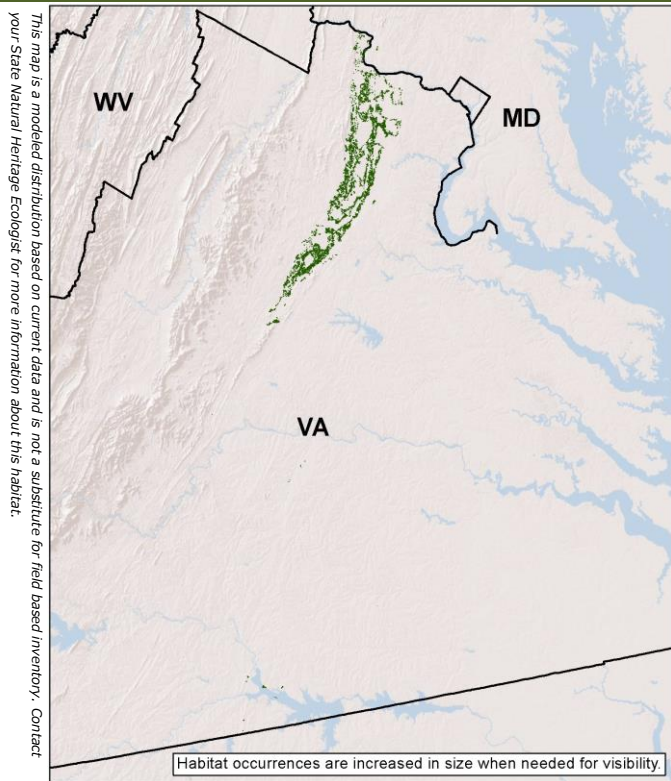 This map is a modeled distribution based on current data and is not a substitute for field based inventory. Contact
your State Natural Heritage Ecologist for more information about this habitat.
WV
MD
VA
Habitat occurrences are increased in size when needed for visibility.